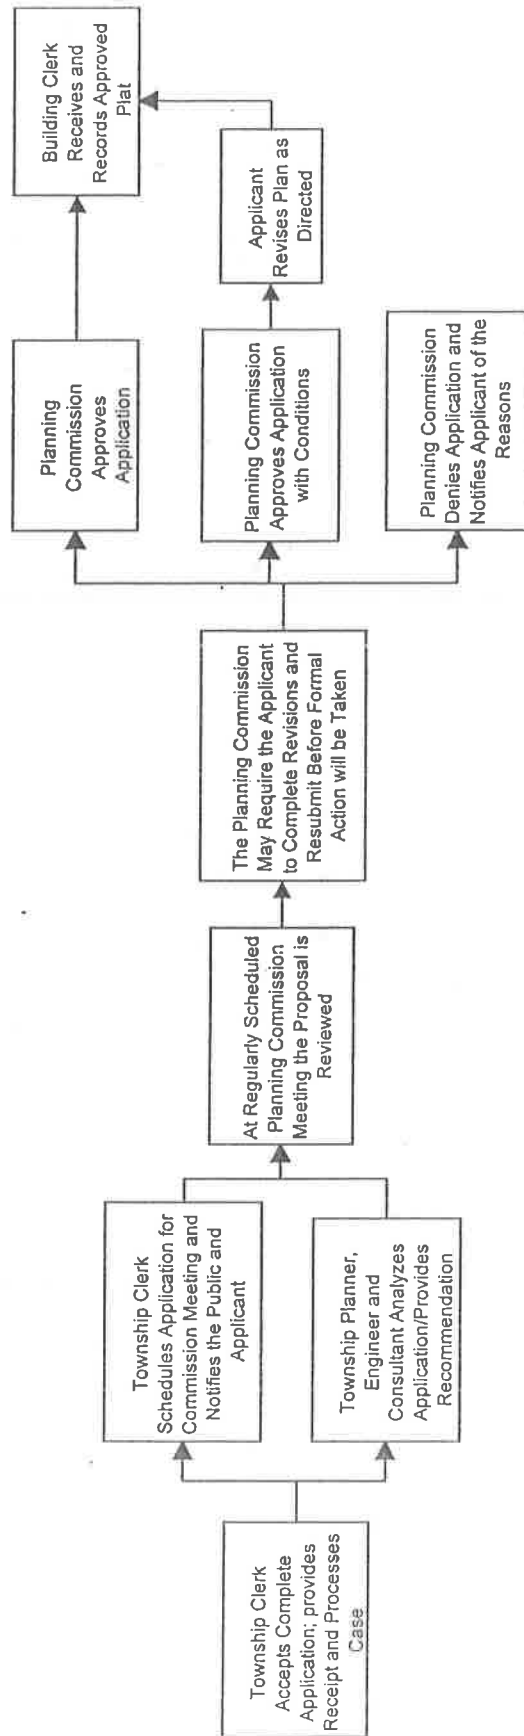 Township Clerk
Accepts Complete
Application; provides
Receipt and Processes
Case
Township Clerk
Schedules Application for
Commission Meeting and
Notifies the Public and
Applicant
Township Planner,
Engineer and
Consultant Analyzes
Application/Provides
Recommendation
At Regularly Scheduled
Planning Commission
Meeting the Proposal is
Reviewed
The Planning Commission
May Require the Applicant
to Complete Revisions and
Resubmit Before Formal
Action will be Taken
Planning
Commission
Approves
Application
Planning Commission
Approves Application
with Conditions
Planning Commission
Denies Application and
Notifies Applicant of the
Reasons
Applicant
Revises Plan as
Directed
Building Clerk
Receives and
Records Approved
Plat